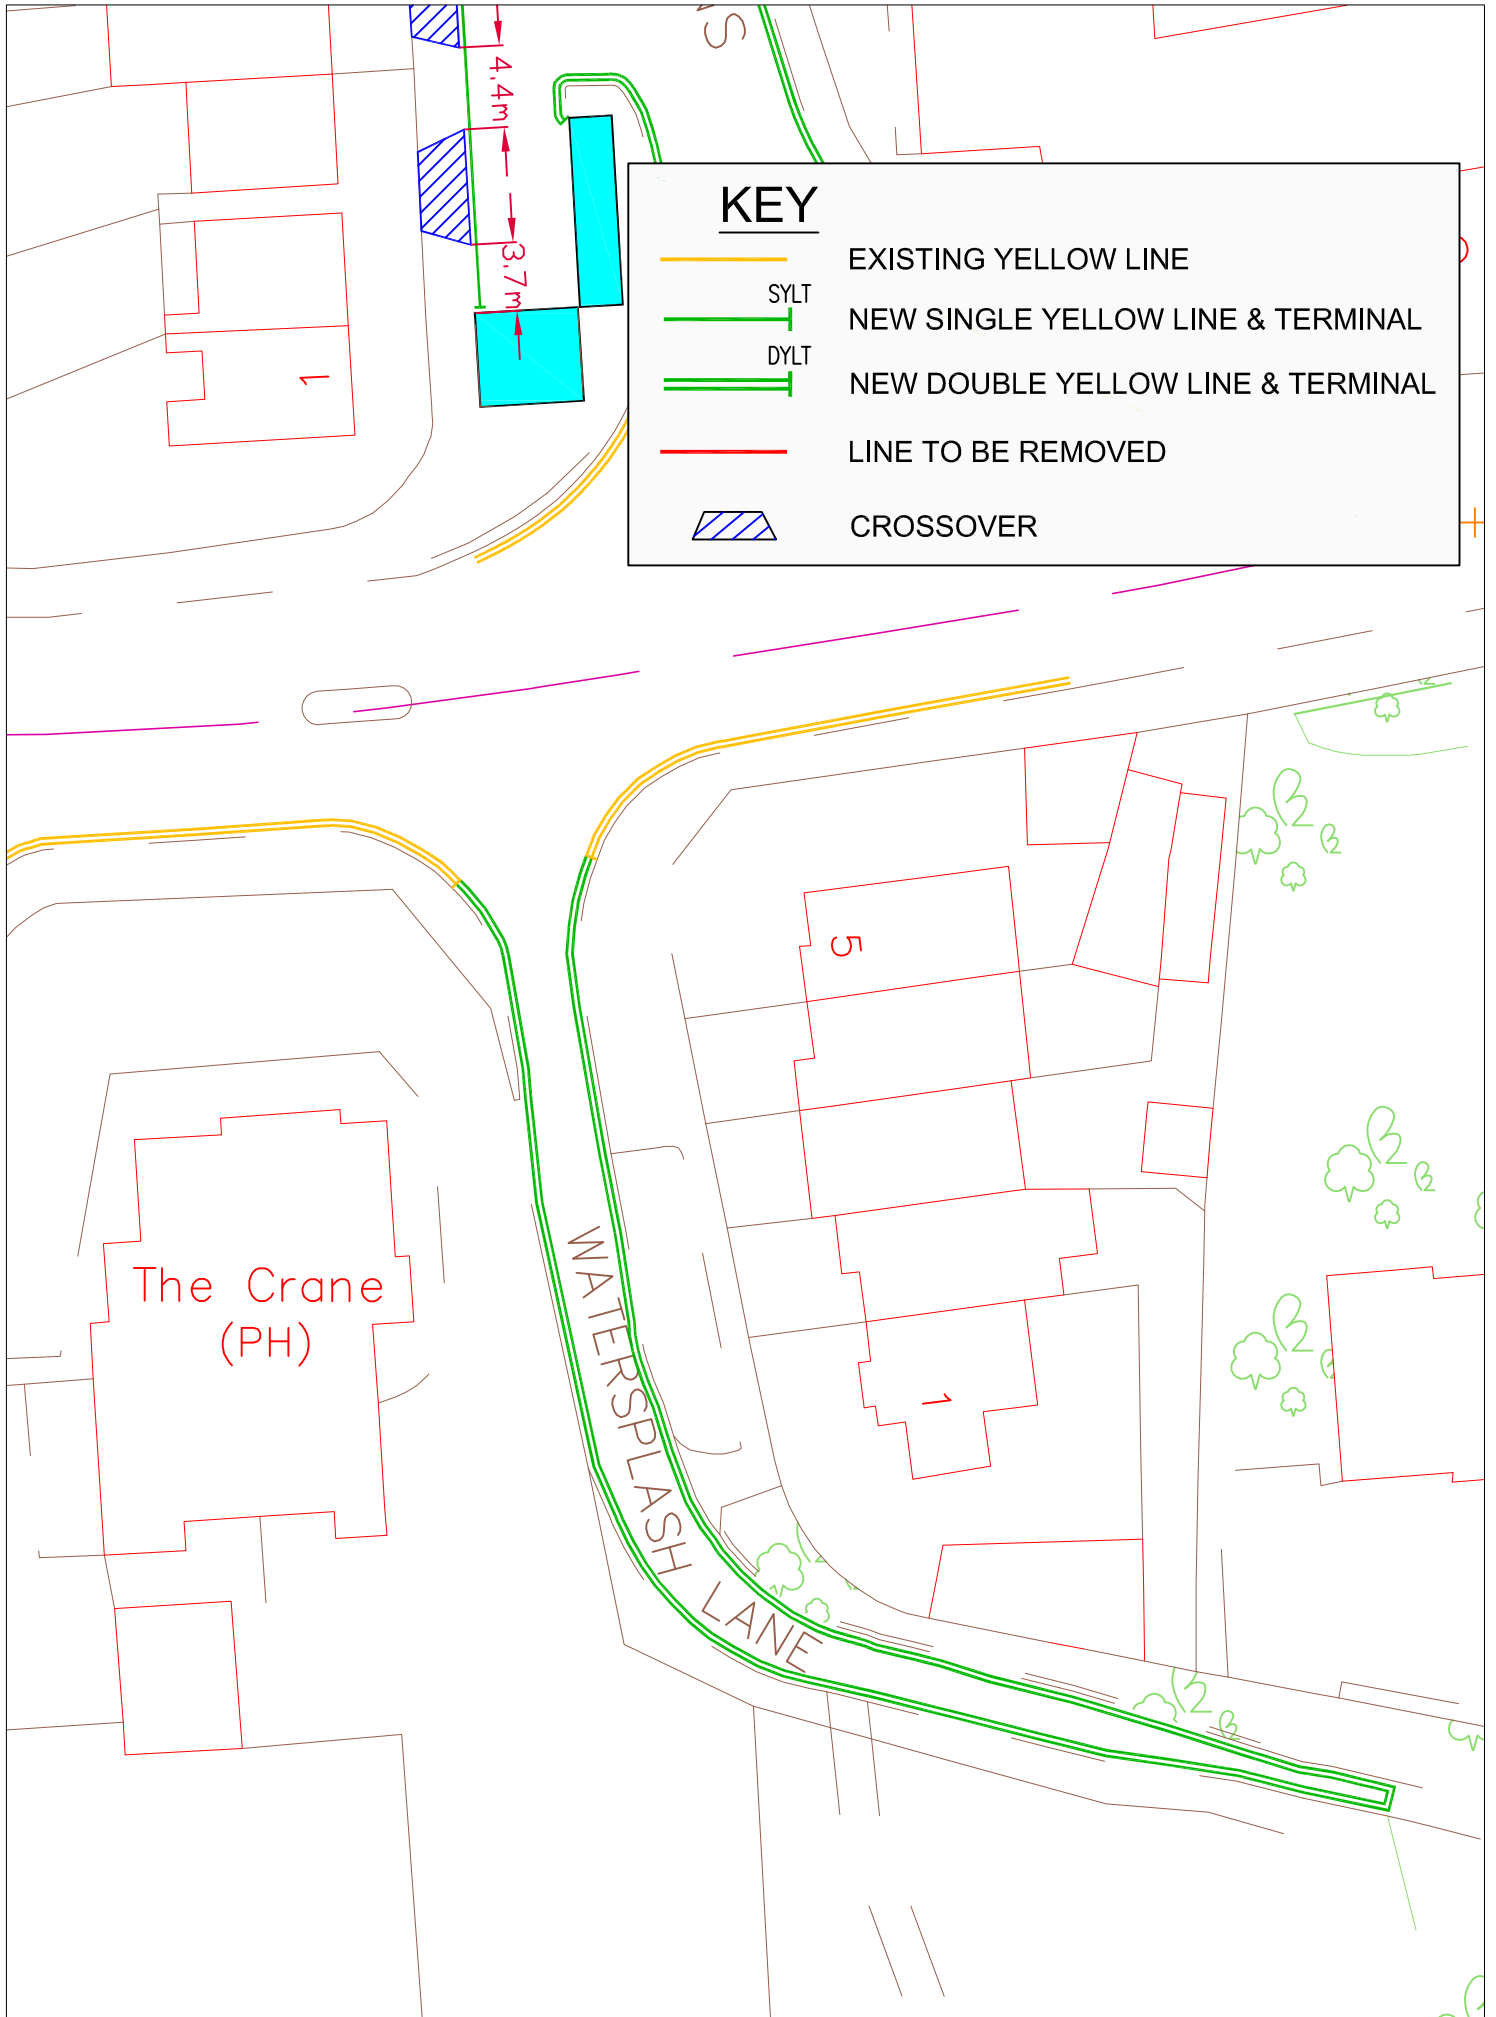 NS
4.4m
3.7m
1
KEY
EXISTING YELLOW LINE
SYLT
NEW SINGLE YELLOW LINE & TERMINAL
DYLT
NEW DOUBLE YELLOW LINE & TERMINAL
LINE TO BE REMOVED
CROSSOVER
5
The Crane
(PH)
WATERSPLASH LANE
1